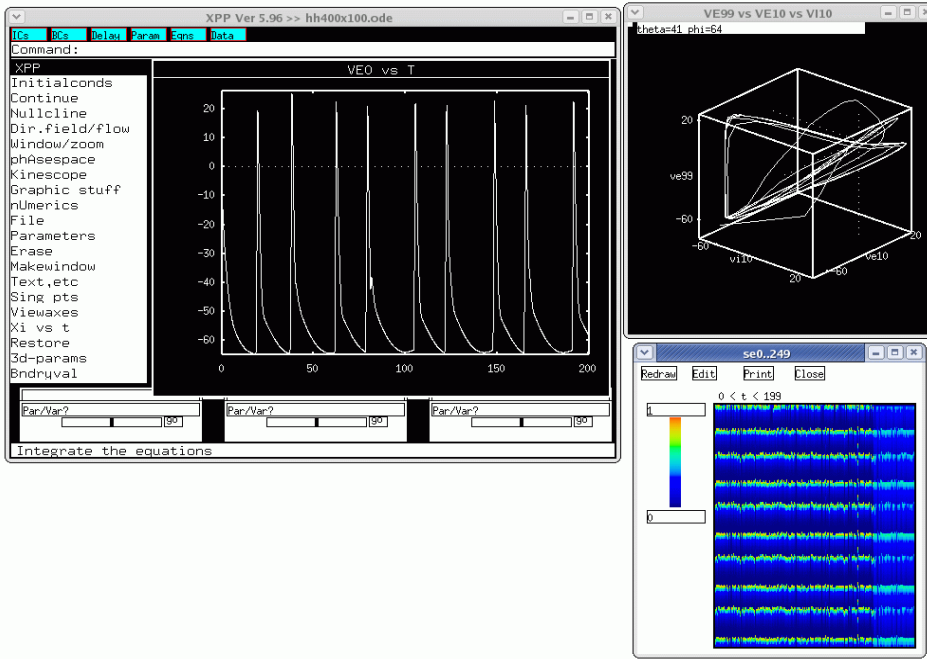 XPP Ver 5.96 >> hh400x100.ode
ICs BCs Delay Param Eqns Data
Command:
XPP
Initialconds
Continue
Nullcline
Dir.field/flow
Window/zoom
phAsespace
Kinescope
Graphic stuff
nUmerics
File
Parameters
Erase
Makewindow
Text,etc
Sing pts
Viewaxes
Xi vs t
Restore
3d-params
Bndryval
VE0 vs T
20
0
-10
-20
-30
-40
-50
-60
0 50 100 150 200
Par/Var? Par/Var? Par/Var?
go go go
Integrate the equations
VE99 vs VE10 vs VI10
theta=41 phi=64
20
ve99
-60
-60
vi10
20
-60
ve10
20
se0..249
Redraw Edit Print Close
0 < t < 199
1
0